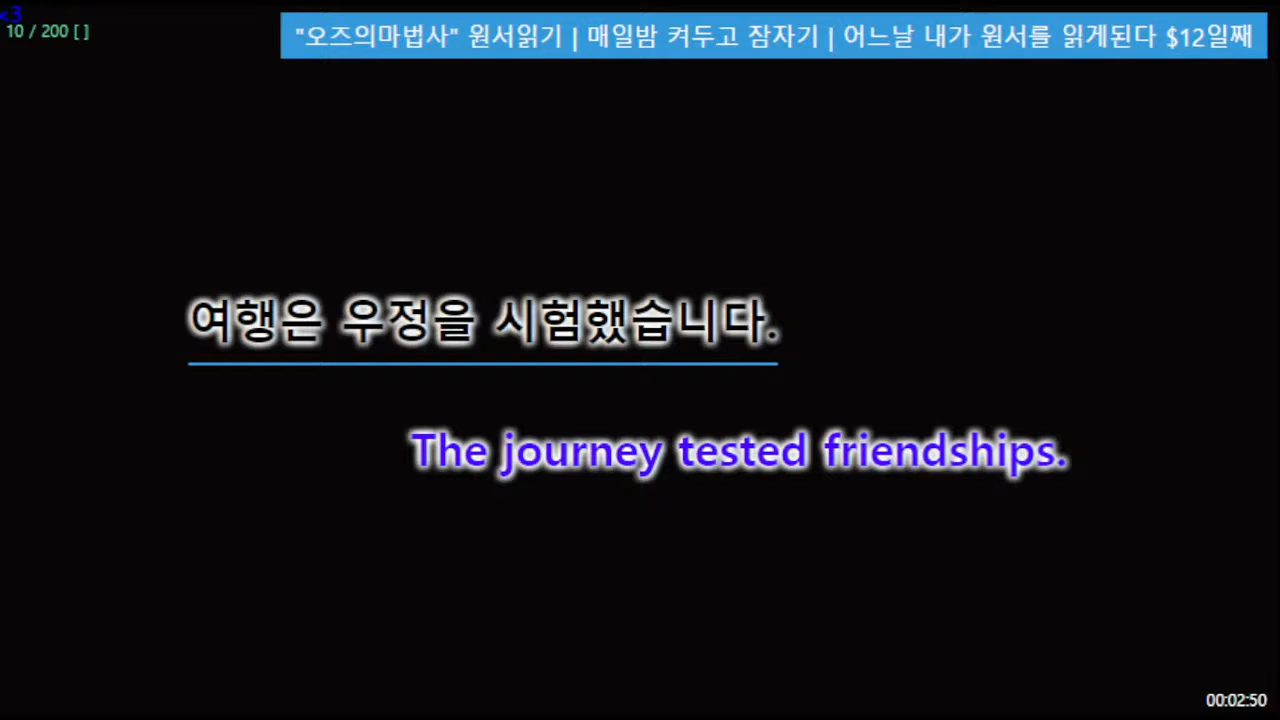 <3
10 / 200 [ ]
"오즈의마법사" 원서읽기 | 매일밤 켜두고 잠자기 | 어느날 내가 원서를 읽게된다 $12일째
여행은 우정을 시험했습니다.
The journey tested friendships.
00:02:50